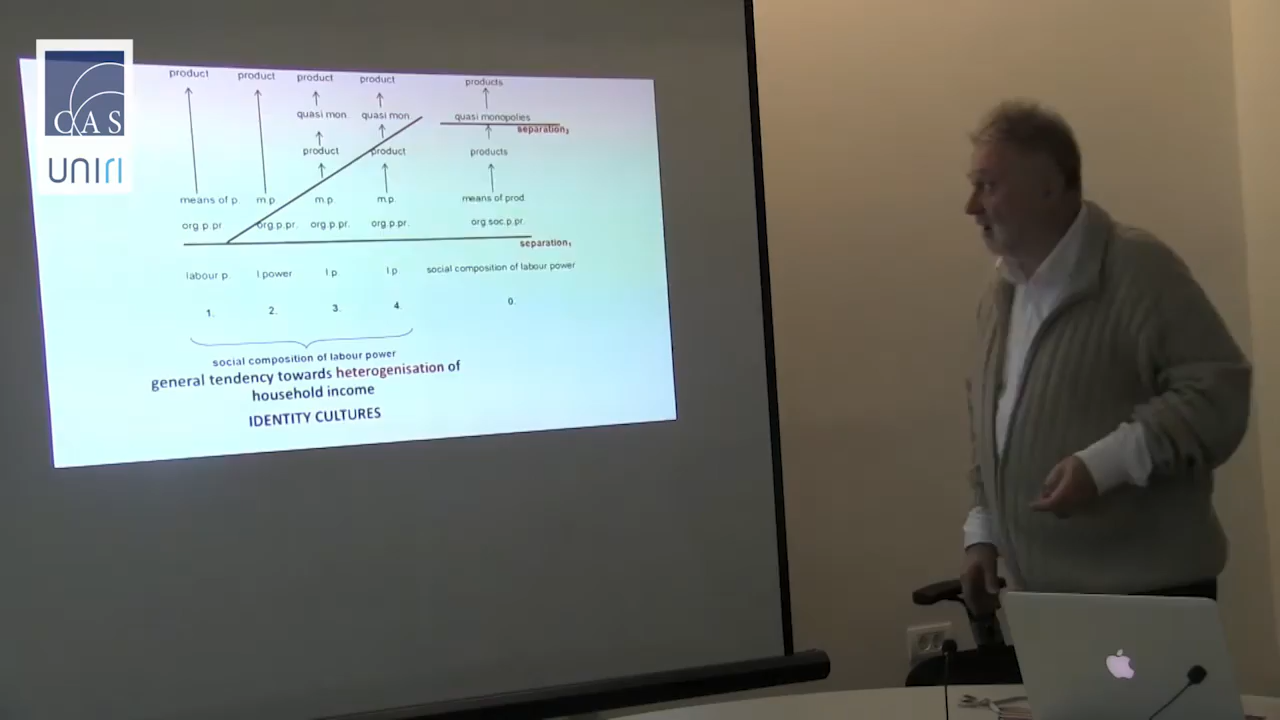 CAS
UNIRI
product product product product products
quasi mon. quasi mon. quasi monopolies
separation₂
product product products
means of p. m.p. m.p. m.p. means of prod.
org.p.pr. org.p.pr. org.p.pr. org.p.pr. org.soc.p.pr.
separation₁
labour p. l.power l.p. l.p. social composition of labour power
1. 2. 3. 4. 0.
social composition of labour power
general tendency towards heterogenisation of
household income
IDENTITY CULTURES